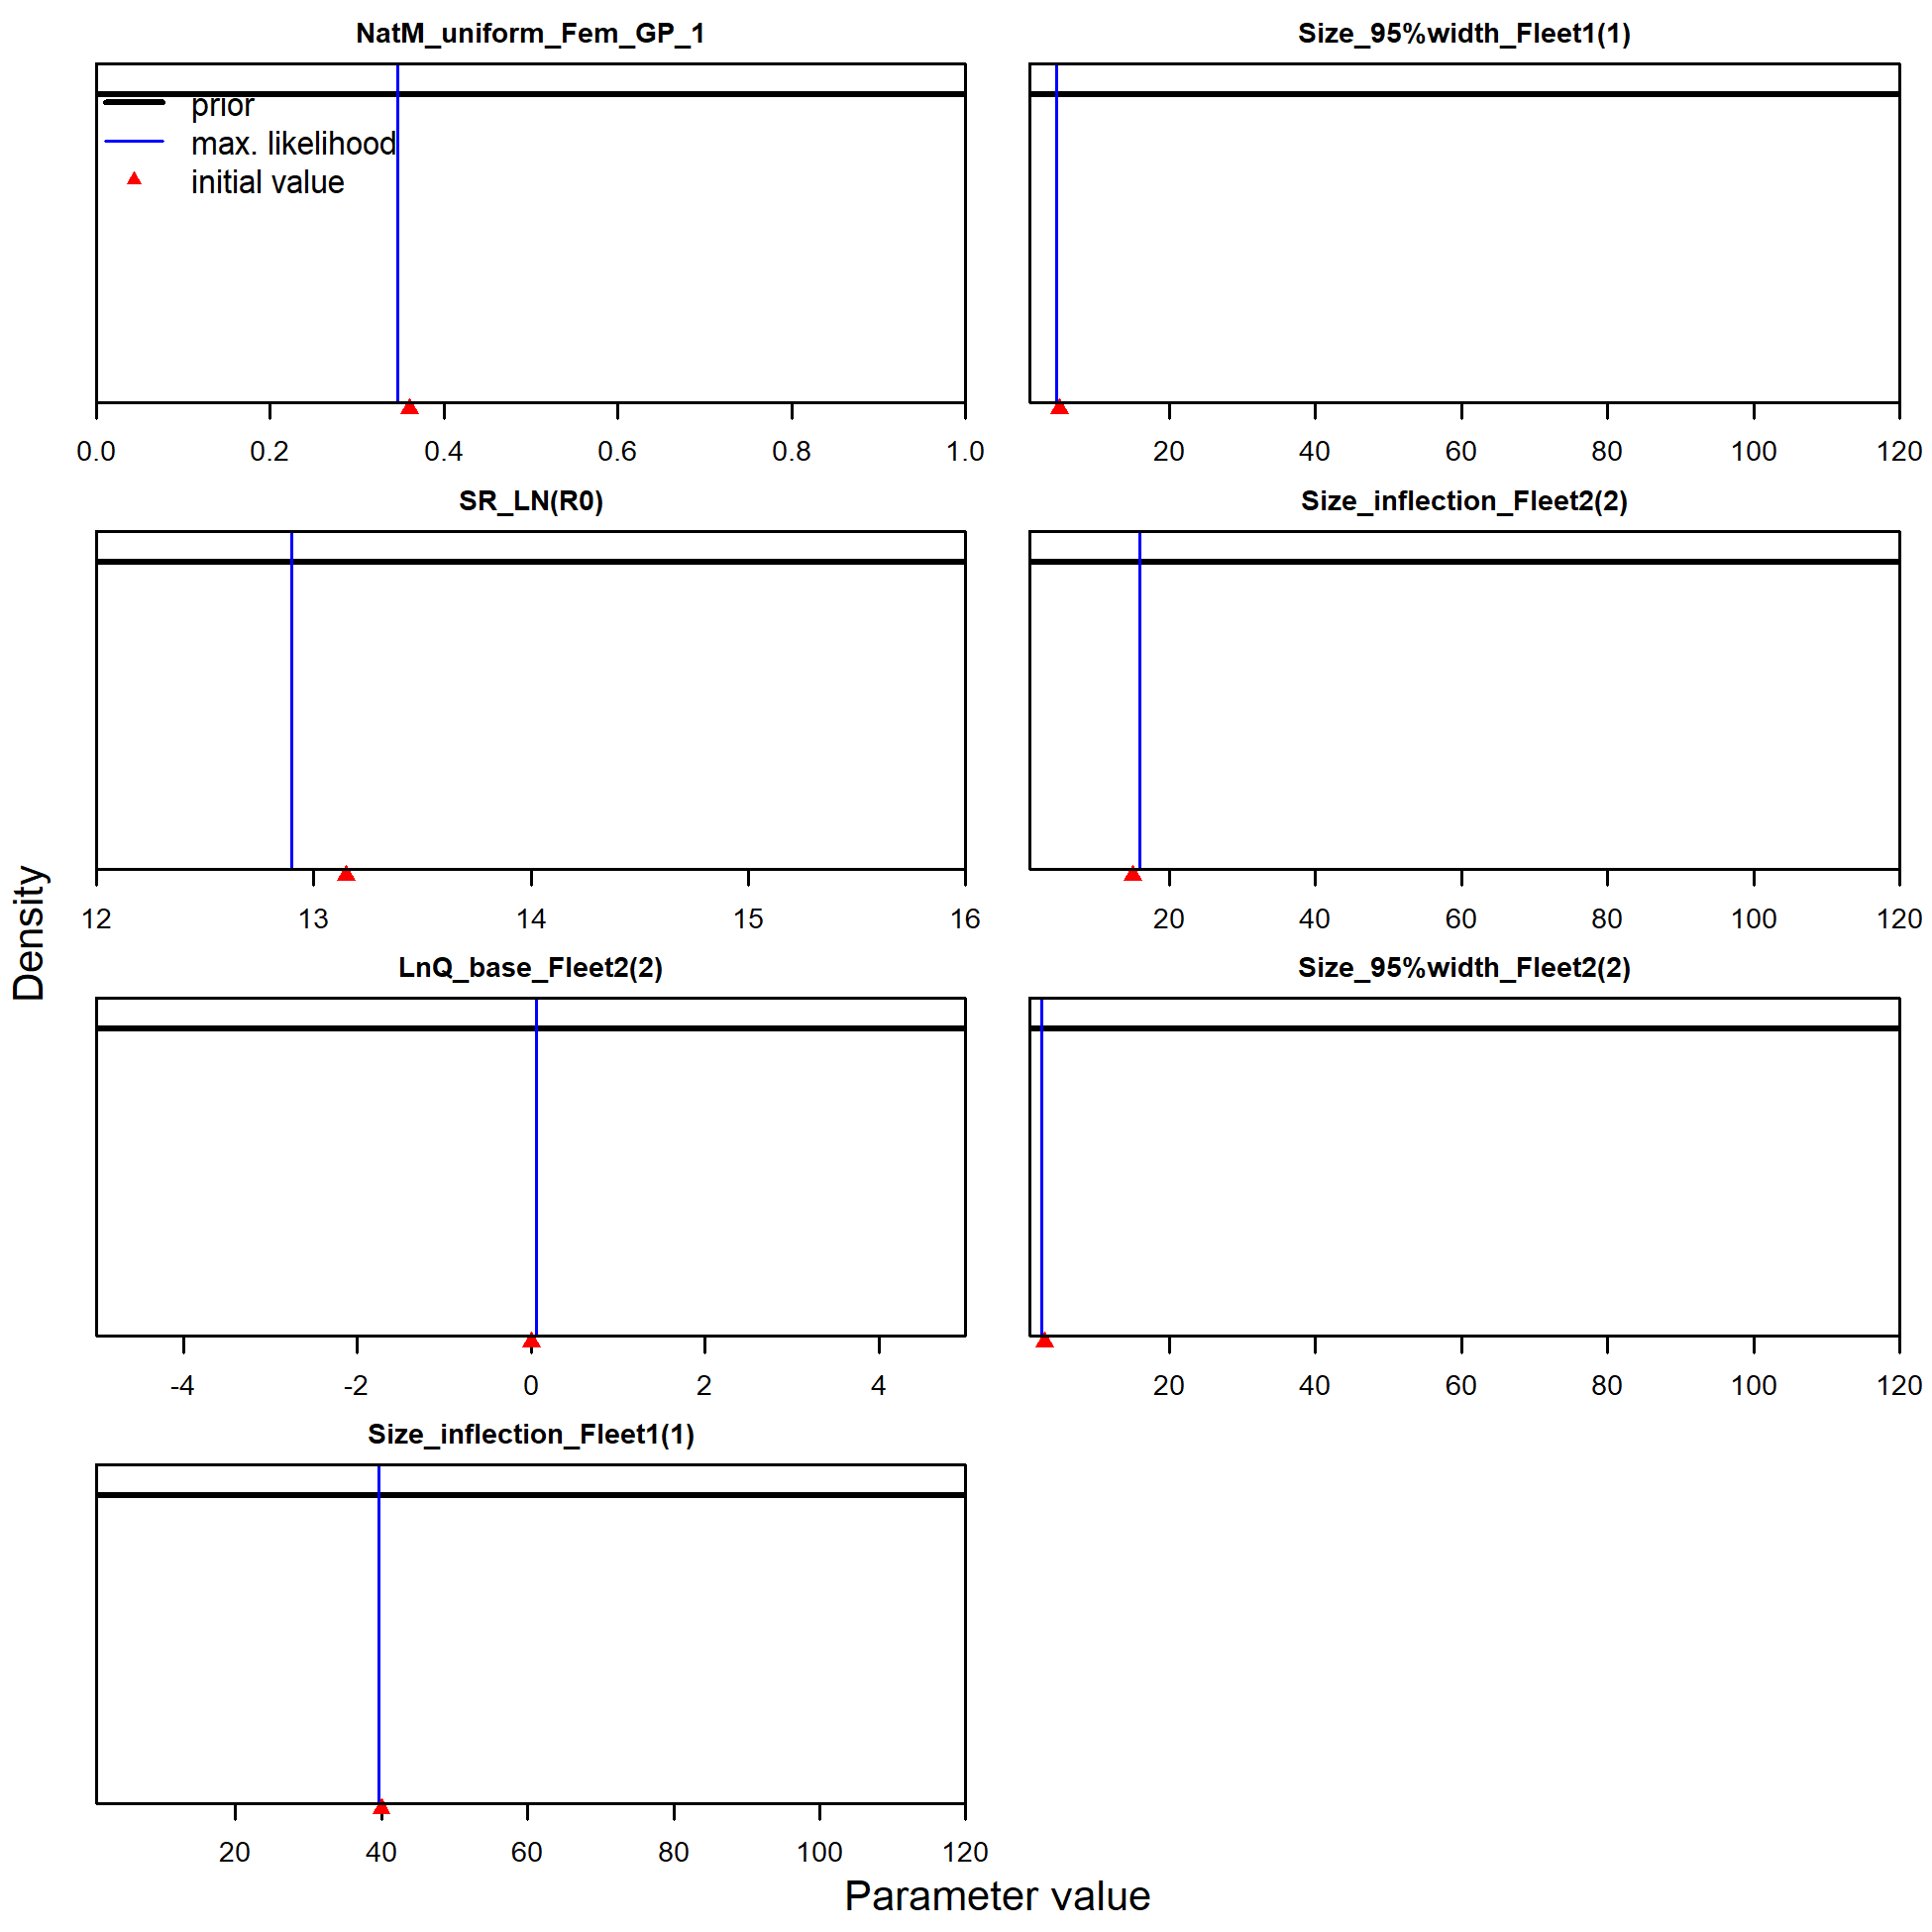 NatM_uniform_Fem_GP_1
prior
max. likelihood
initial value
0.0 0.2 0.4 0.6 0.8 1.0
Size_95%width_Fleet1(1)
20 40 60 80 100 120
SR_LN(R0)
12 13 14 15 16
Size_inflection_Fleet2(2)
20 40 60 80 100 120
LnQ_base_Fleet2(2)
-4 -2 0 2 4
Size_95%width_Fleet2(2)
20 40 60 80 100 120
Size_inflection_Fleet1(1)
20 40 60 80 100 120
Density
Parameter value